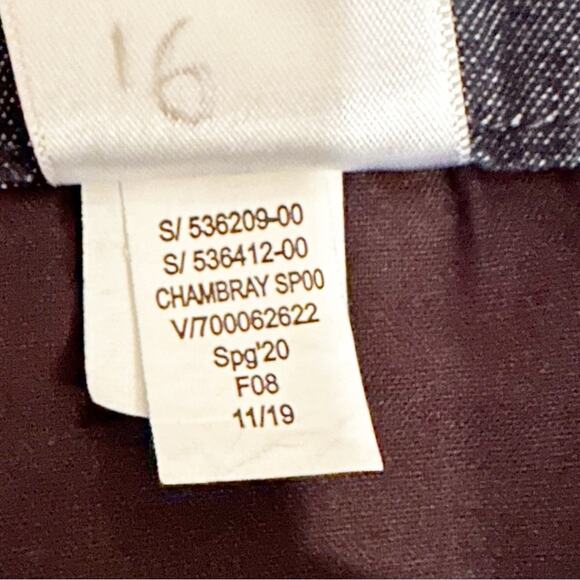 16
S/ 536209-00
S/ 536412-00
CHAMBRAY SP00
V/700062622
Spg'20
F08
11/19